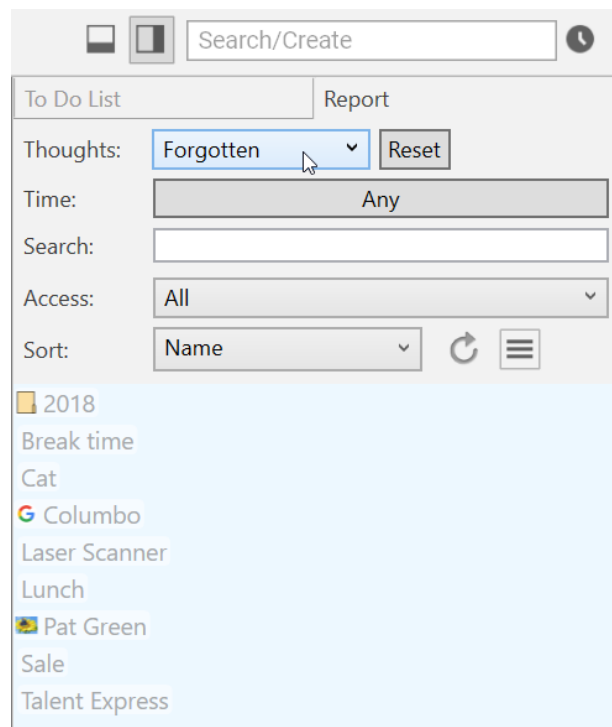 Search/Create
To Do List Report
Thoughts: Forgotten Reset
Time: Any
Search:
Access: All
Sort: Name
2018
Break time
Cat
Columbo
Laser Scanner
Lunch
Pat Green
Sale
Talent Express